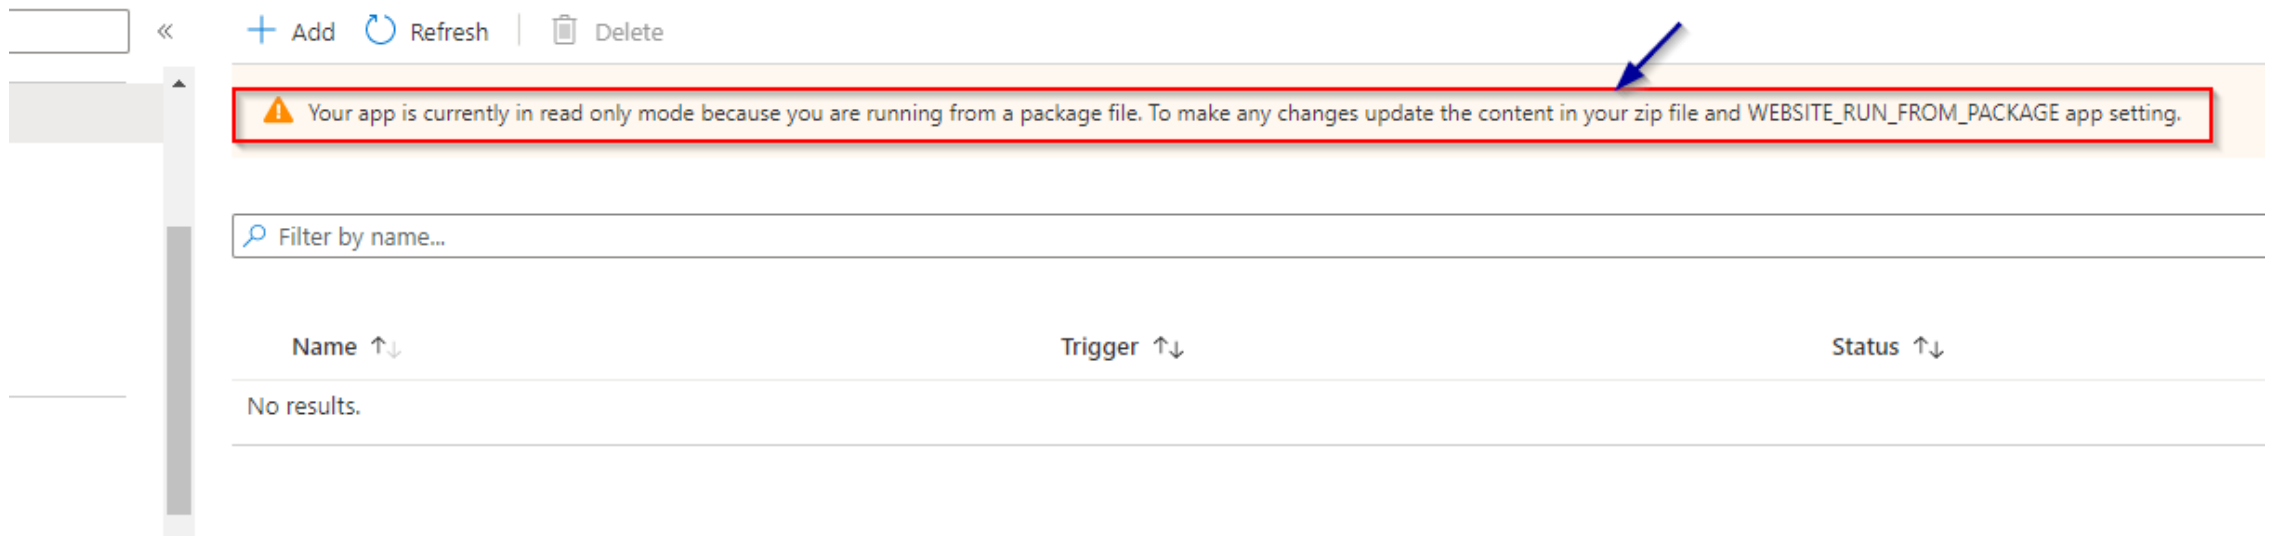 Add Refresh Delete
Your app is currently in read only mode because you are running from a package file. To make any changes update the content in your zip file and WEBSITE_RUN_FROM_PACKAGE app setting.
Filter by name...
Name Trigger Status
No results.